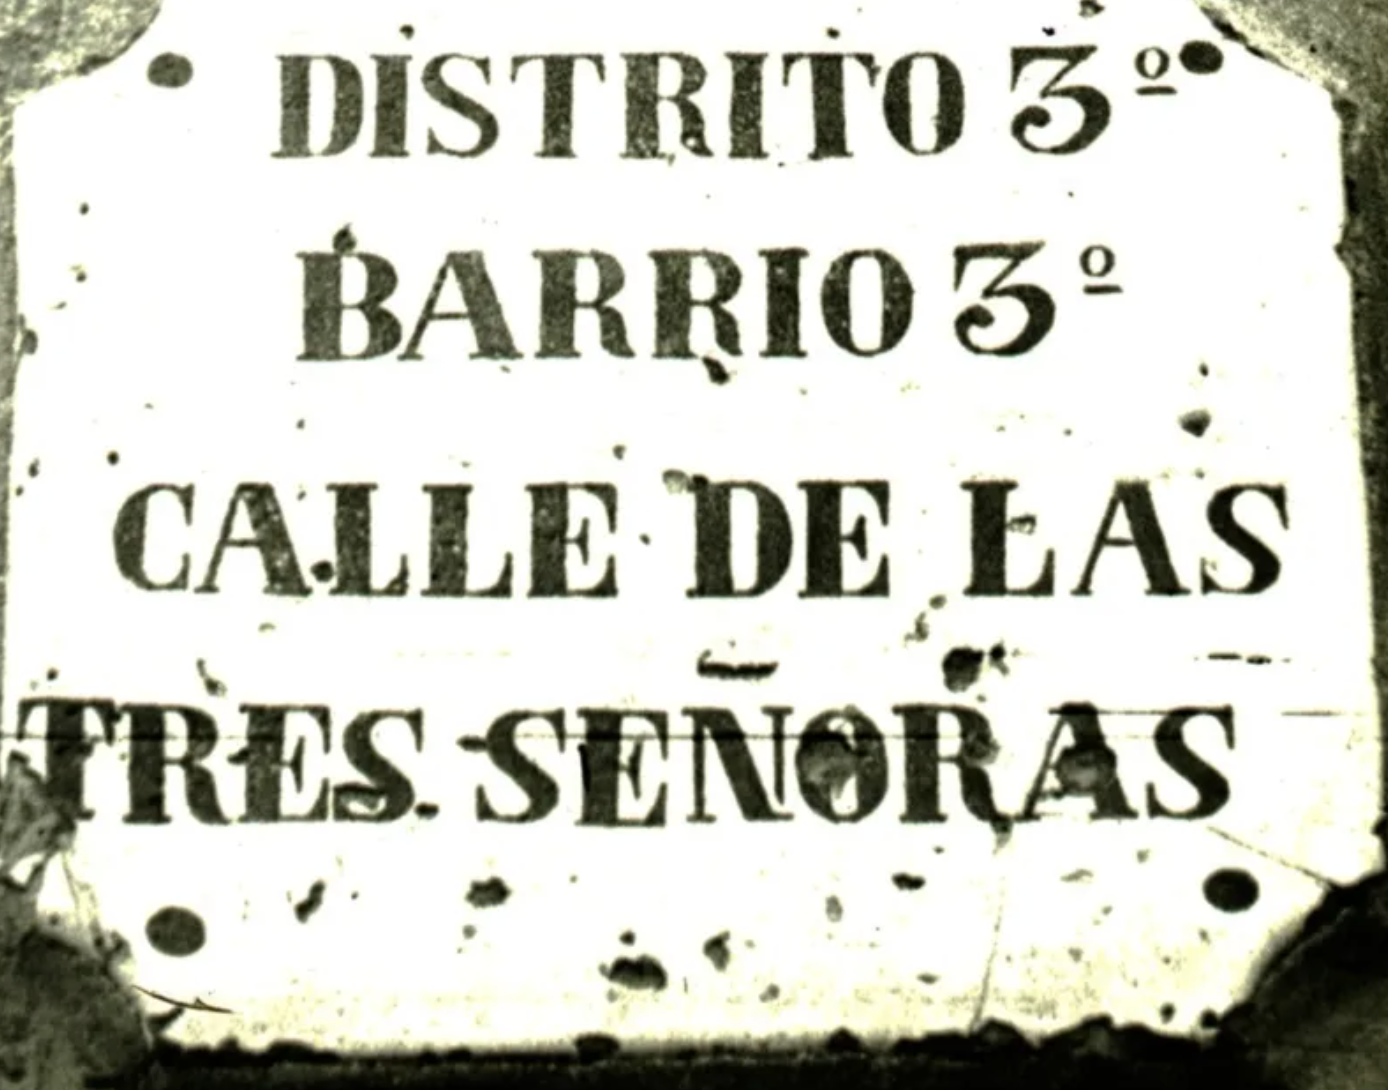 DISTRITO 3º
BARRIO 3º
CALLE DE LAS
TRES SEÑORAS